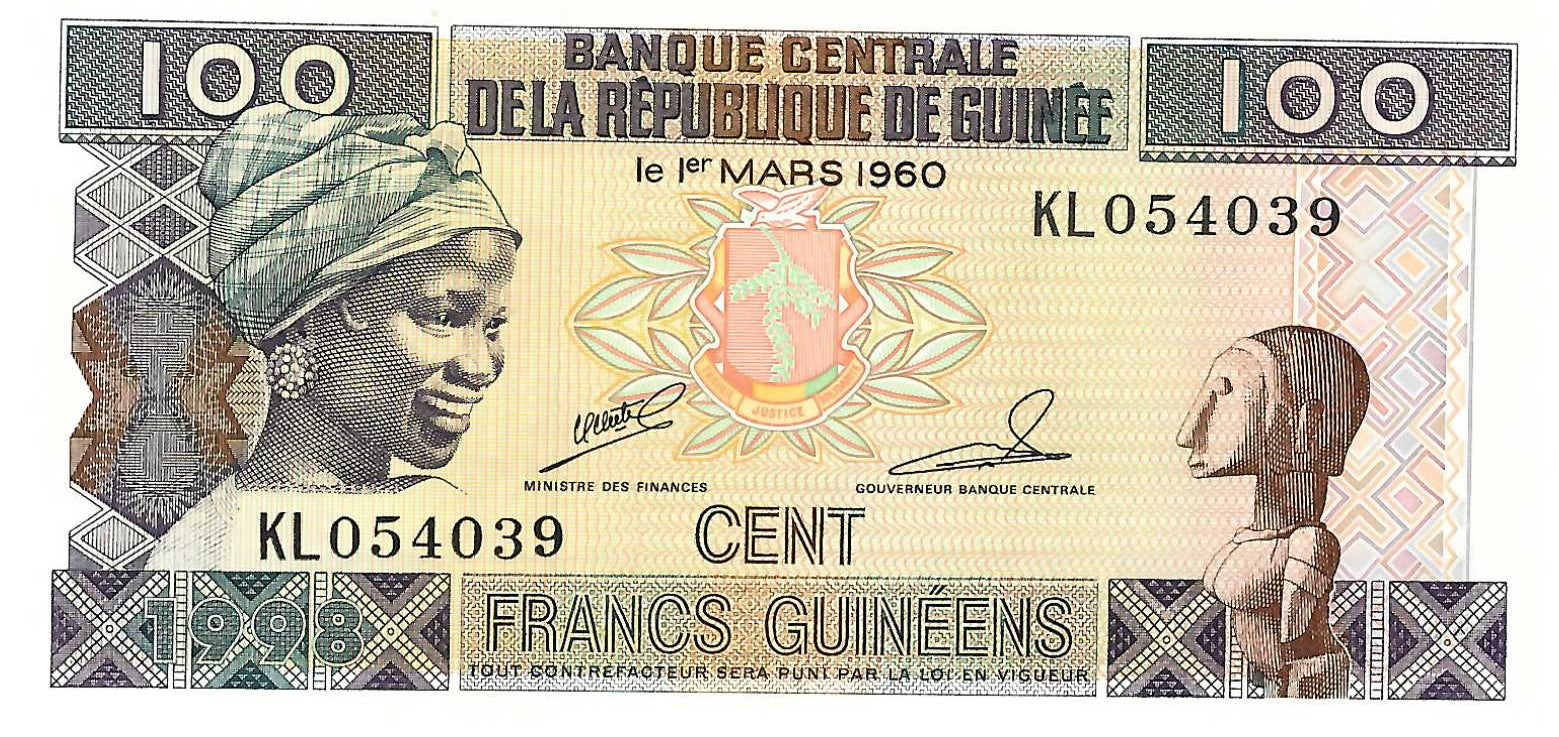 100
BANQUE CENTRALE
DE LA RÉPUBLIQUE DE GUINÉE
100
le 1er MARS 1960
KL054039
JUSTICE
MINISTRE DES FINANCES
GOUVERNEUR BANQUE CENTRALE
KL054039
CENT
1998
FRANCS GUINÉENS
TOUT CONTREFACTEUR SERA PUNI PAR LA LOI EN VIGUEUR